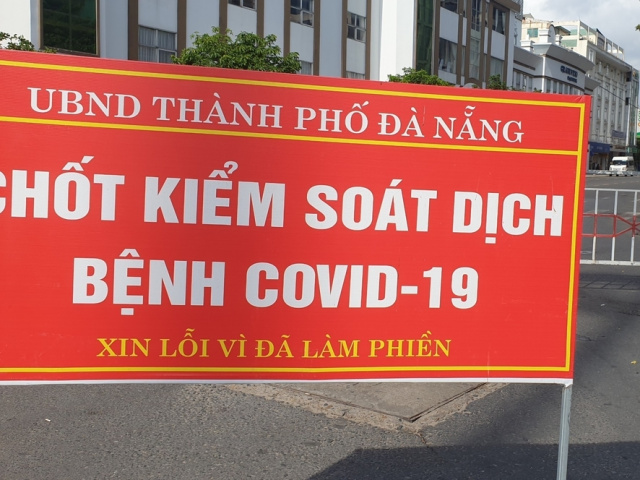 UBND THÀNH PHỐ ĐÀ NẴNG
CHỐT KIỂM SOÁT DỊCH
BỆNH COVID-19
XIN LỖI VÌ ĐÃ LÀM PHIỀN